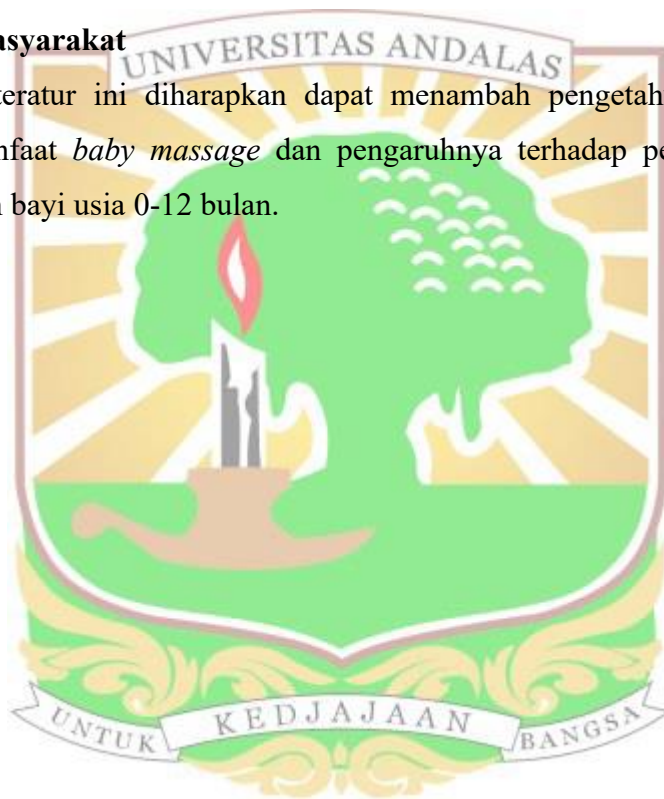 asyarakat
UNIVERSITAS ANDALAS
teratur ini diharapkan dapat menambah pengetah
nfaat baby massage dan pengaruhnya terhadap pe
n bayi usia 0-12 bulan.
UNTUK KEDJAJAAN BANGSA